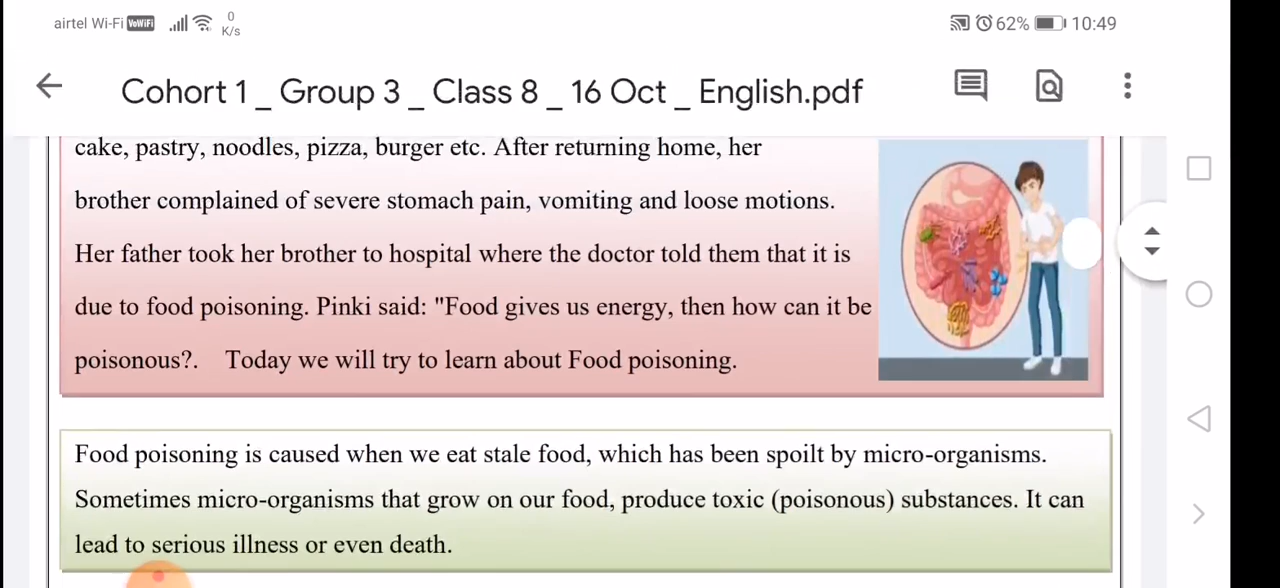 airtel Wi-Fi VoWiFi 0 K/s 62% 10:49
Cohort 1 _ Group 3 _ Class 8 _ 16 Oct _ English.pdf
cake, pastry, noodles, pizza, burger etc. After returning home, her
brother complained of severe stomach pain, vomiting and loose motions.
Her father took her brother to hospital where the doctor told them that it is
due to food poisoning. Pinki said: "Food gives us energy, then how can it be
poisonous?. Today we will try to learn about Food poisoning.
Food poisoning is caused when we eat stale food, which has been spoilt by micro-organisms.
Sometimes micro-organisms that grow on our food, produce toxic (poisonous) substances. It can
lead to serious illness or even death.